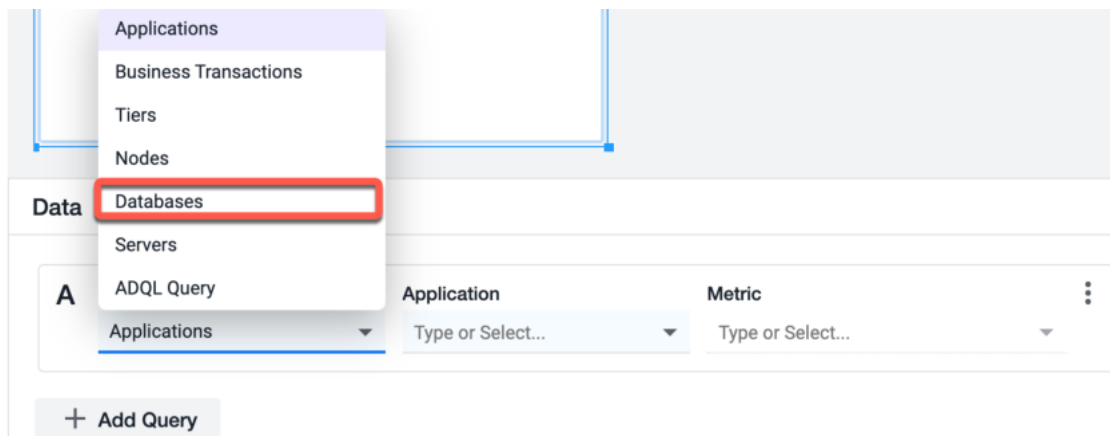 Applications
Business Transactions
Tiers
Nodes
Databases
Servers
ADQL Query
Data
A
Applications
Application
Type or Select...
Metric
Type or Select...
+ Add Query